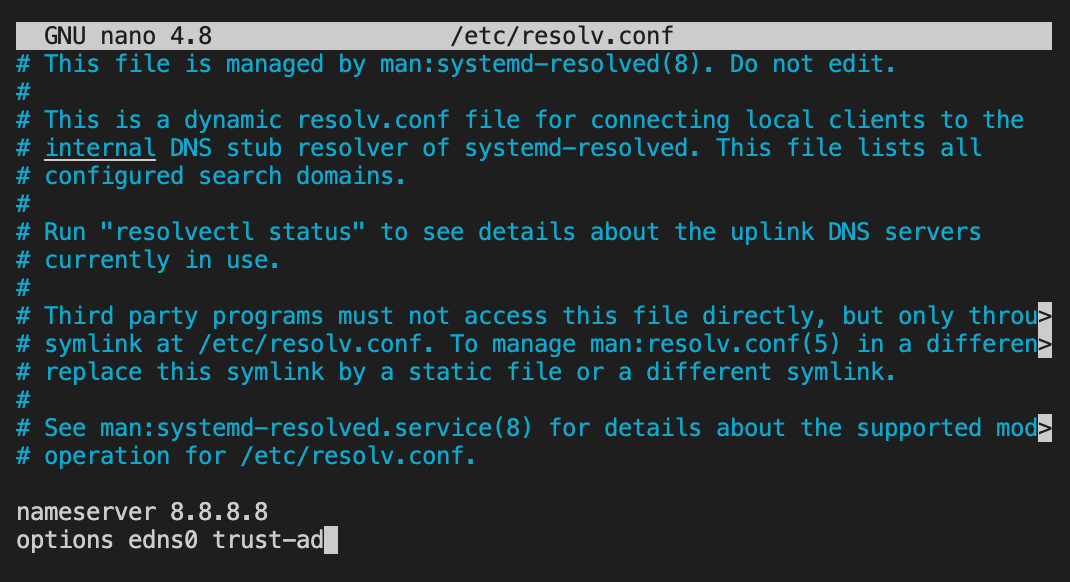 GNU nano 4.8 /etc/resolv.conf
# This file is managed by man:systemd-resolved(8). Do not edit.
#
# This is a dynamic resolv.conf file for connecting local clients to the
# internal DNS stub resolver of systemd-resolved. This file lists all
# configured search domains.
#
# Run "resolvectl status" to see details about the uplink DNS servers
# currently in use.
#
# Third party programs must not access this file directly, but only throu>
# symlink at /etc/resolv.conf. To manage man:resolv.conf(5) in a differen>
# replace this symlink by a static file or a different symlink.
#
# See man:systemd-resolved.service(8) for details about the supported mod>
# operation for /etc/resolv.conf.
nameserver 8.8.8.8
options edns0 trust-ad